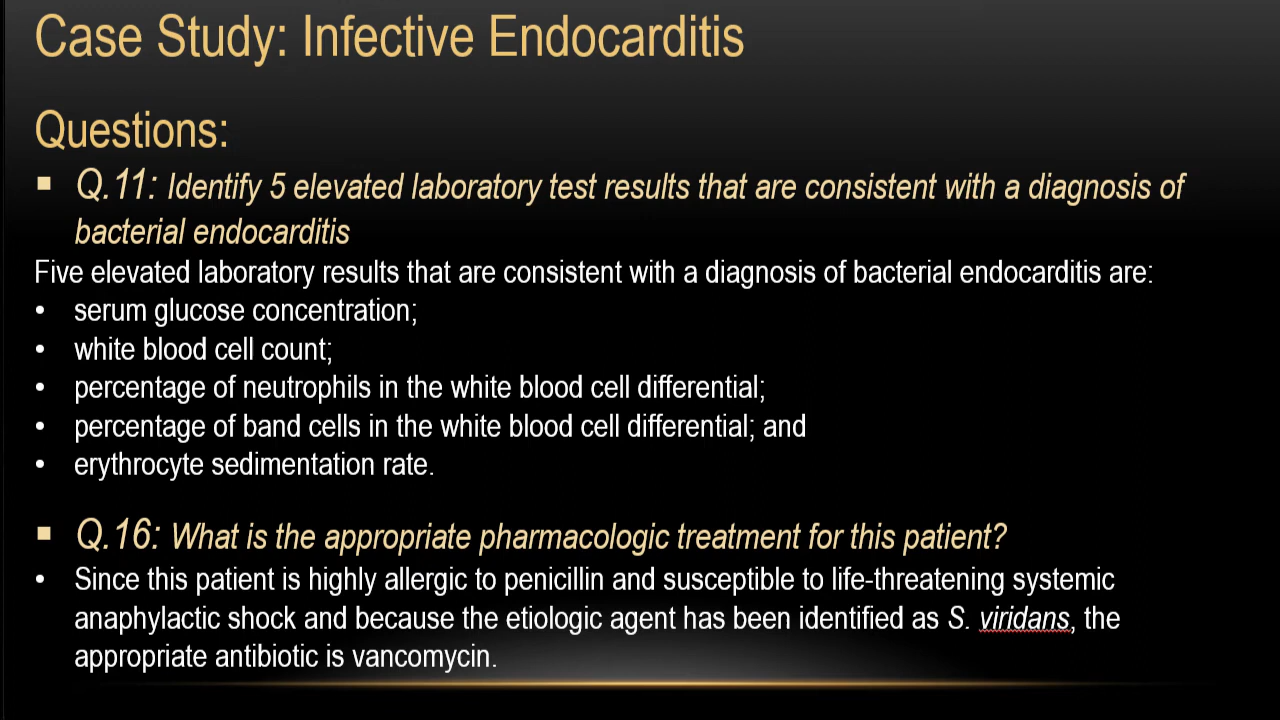 Case Study: Infective Endocarditis
Questions:
▪ Q.11: Identify 5 elevated laboratory test results that are consistent with a diagnosis of
bacterial endocarditis
Five elevated laboratory results that are consistent with a diagnosis of bacterial endocarditis are:
• serum glucose concentration;
• white blood cell count;
• percentage of neutrophils in the white blood cell differential;
• percentage of band cells in the white blood cell differential; and
• erythrocyte sedimentation rate.
▪ Q.16: What is the appropriate pharmacologic treatment for this patient?
• Since this patient is highly allergic to penicillin and susceptible to life-threatening systemic
anaphylactic shock and because the etiologic agent has been identified as S. viridans, the
appropriate antibiotic is vancomycin.